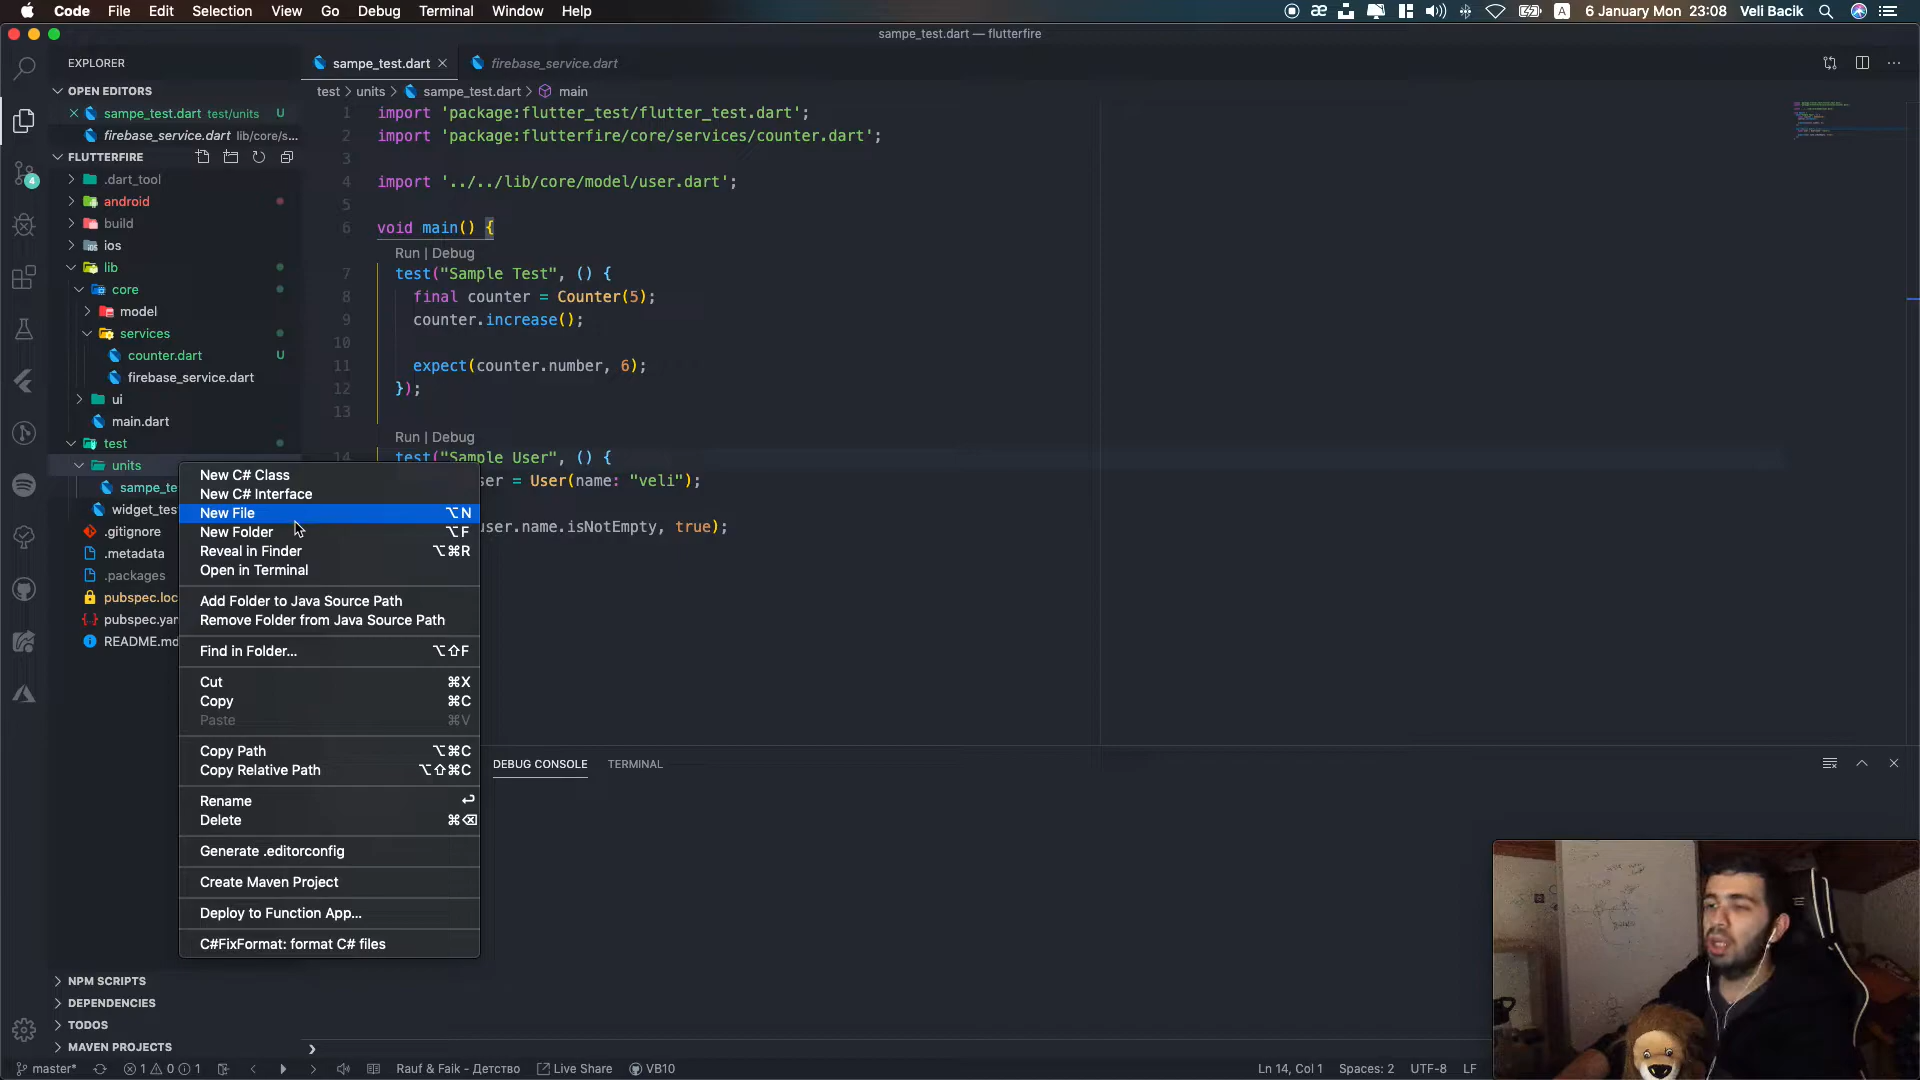 Code File Edit Selection View Go Debug Terminal Window Help
6 January Mon 23:08 Veli Bacik
sampe_test.dart — flutterfire
EXPLORER
OPEN EDITORS
sampe_test.dart test/units U
firebase_service.dart lib/core/s...
FLUTTERFIRE
.dart_tool
android
build
ios
lib
core
model
services
counter.dart U
firebase_service.dart
ui
main.dart
test
units
sampe_te
widget_tes
.gitignore
.metadata
.packages
pubspec.loc
pubspec.yar
README.md
NPM SCRIPTS
DEPENDENCIES
TODOS
MAVEN PROJECTS
4
sampe_test.dart
firebase_service.dart
test > units > sampe_test.dart > main
1 import 'package:flutter_test/flutter_test.dart';
2 import 'package:flutterfire/core/services/counter.dart';
3
4 import '../../lib/core/model/user.dart';
5
6 void main() {
Run | Debug
7 test("Sample Test", () {
8 final counter = Counter(5);
9 counter.increase();
10
11 expect(counter.number, 6);
12 });
13
Run | Debug
14 test("Sample User", () {
ser = User(name: "veli");
user.name.isNotEmpty, true);
New C# Class
New C# Interface
New File ⌥N
New Folder ⌥F
Reveal in Finder ⌥⌘R
Open in Terminal
Add Folder to Java Source Path
Remove Folder from Java Source Path
Find in Folder... ⌥⇧F
Cut ⌘X
Copy ⌘C
Paste ⌘V
Copy Path ⌥⌘C
Copy Relative Path ⌥⇧⌘C
Rename ↩
Delete ⌘⌫
Generate .editorconfig
Create Maven Project
Deploy to Function App...
C#FixFormat: format C# files
DEBUG CONSOLE TERMINAL
master* 1 0 1 Rauf & Faik - Детство Live Share VB10 Ln 14, Col 1 Spaces: 2 UTF-8 LF